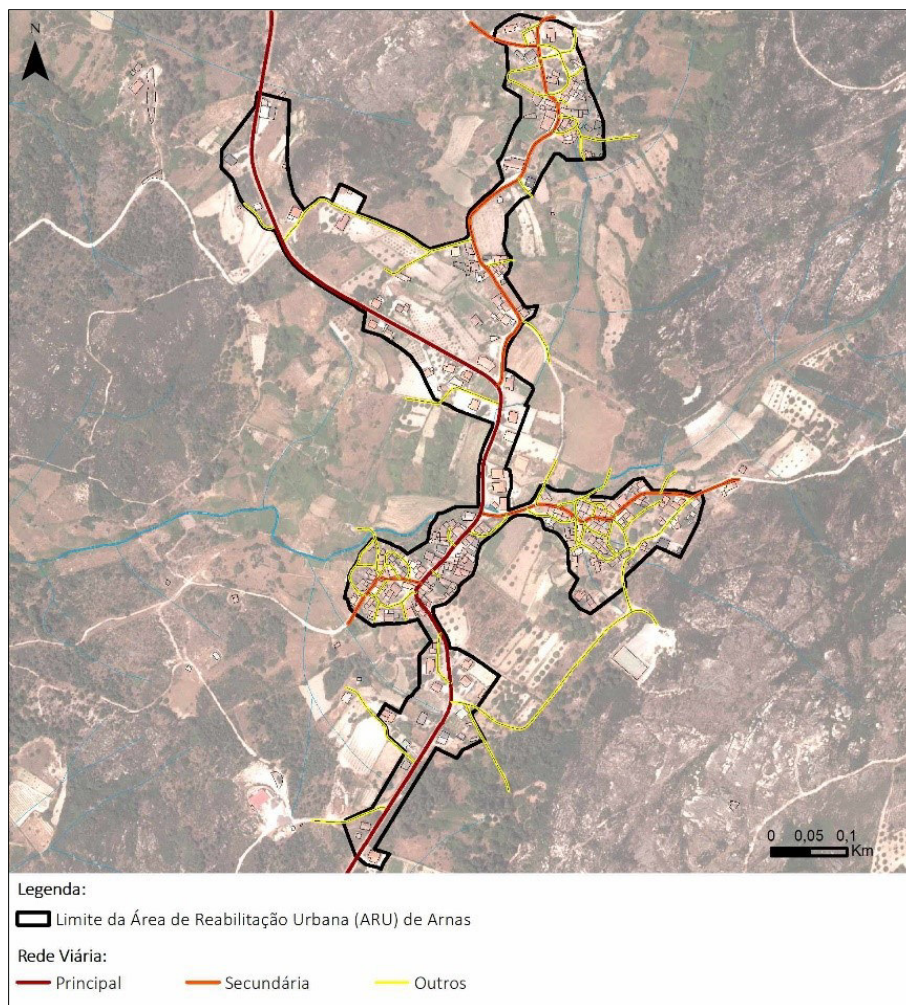 N
0 0,05 0,1
Km
Legenda:
Limite da Área de Reabilitação Urbana (ARU) de Arnas
Rede Viária:
Principal Secundária Outros